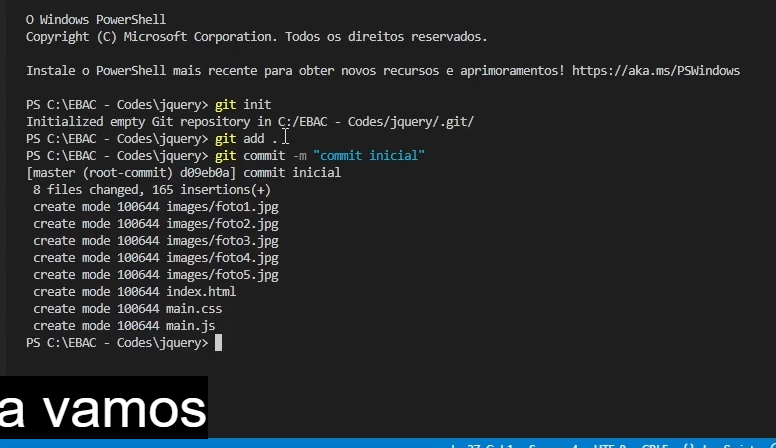 O Windows PowerShell
Copyright (C) Microsoft Corporation. Todos os direitos reservados.
Instale o PowerShell mais recente para obter novos recursos e aprimoramentos! https://aka.ms/PSWindows
PS C:\EBAC - Codes\jquery> git init
Initialized empty Git repository in C:/EBAC - Codes/jquery/.git/
PS C:\EBAC - Codes\jquery> git add .
PS C:\EBAC - Codes\jquery> git commit -m "commit inicial"
[master (root-commit) d09eb0a] commit inicial
8 files changed, 165 insertions(+)
create mode 100644 images/foto1.jpg
create mode 100644 images/foto2.jpg
create mode 100644 images/foto3.jpg
create mode 100644 images/foto4.jpg
create mode 100644 images/foto5.jpg
create mode 100644 index.html
create mode 100644 main.css
create mode 100644 main.js
PS C:\EBAC - Codes\jquery>
a vamos